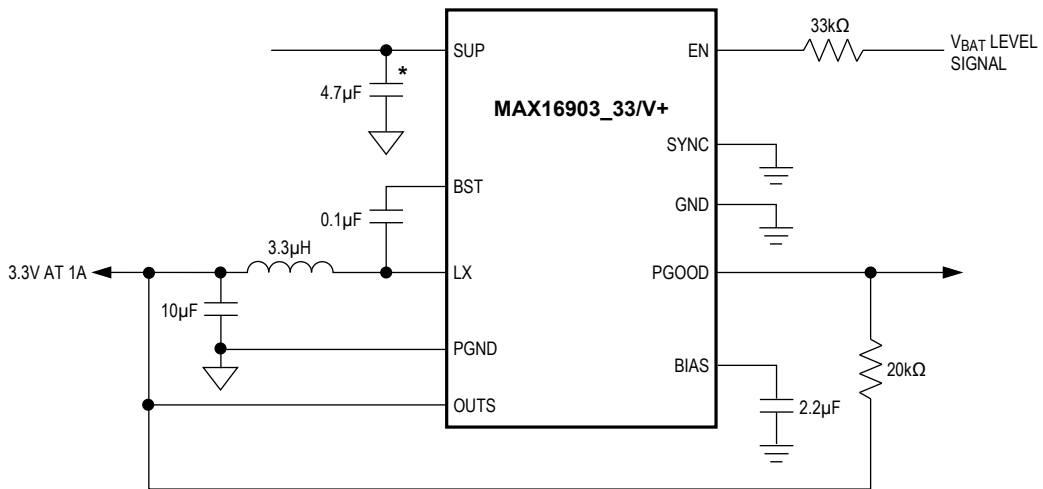 33kΩ
SUP
EN
V_BAT LEVEL
SIGNAL
*
4.7µF
MAX16903_33/V+
SYNC
BST
GND
0.1µF
3.3µH
3.3V AT 1A
LX
PGOOD
10µF
PGND
BIAS
20kΩ
OUTS
2.2µF